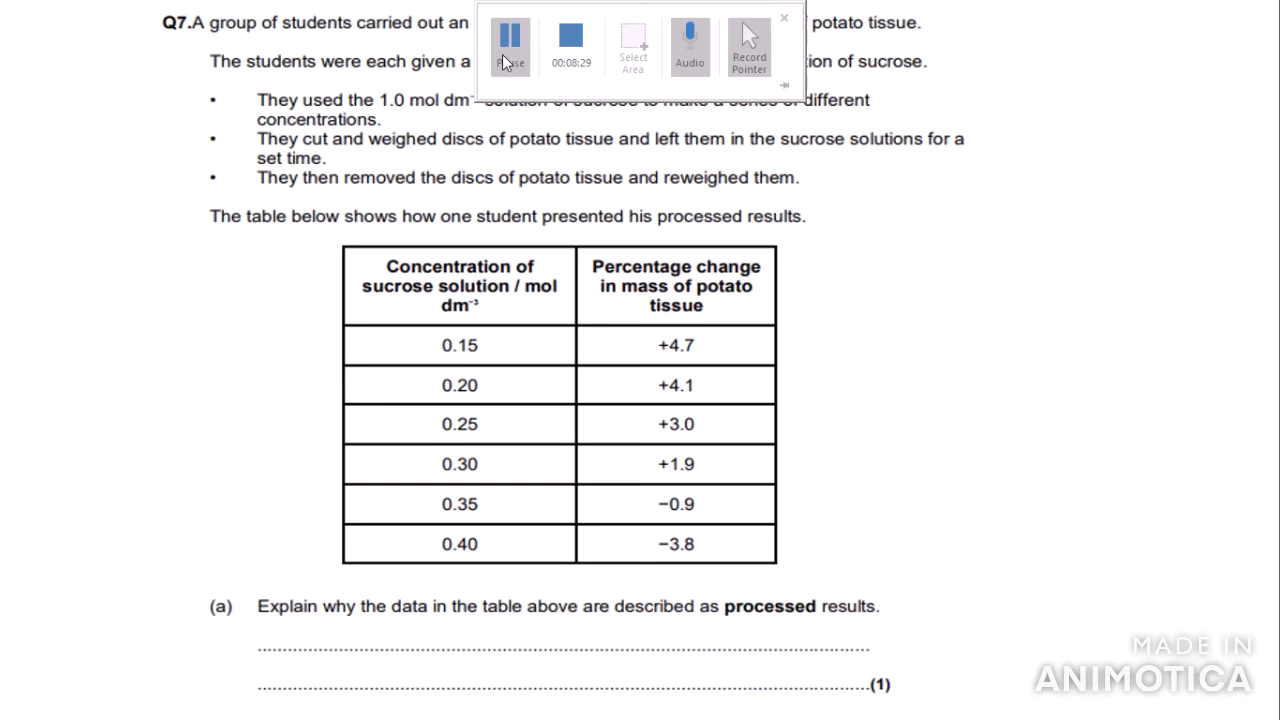 Q7.A group of students carried out an
potato tissue.
The students were each given a
ion of sucrose.
• They used the 1.0 mol dm⁻ different
concentrations.
• They cut and weighed discs of potato tissue and left them in the sucrose solutions for a
set time.
• They then removed the discs of potato tissue and reweighed them.
The table below shows how one student presented his processed results.
Concentration of sucrose solution / mol dm⁻³ Percentage change in mass of potato tissue
0.15 +4.7
0.20 +4.1
0.25 +3.0
0.30 +1.9
0.35 −0.9
0.40 −3.8
(a) Explain why the data in the table above are described as processed results.
(1)
00:08:29
Select
Area
Audio
Record
Pointer
MADE IN
ANIMOTICA